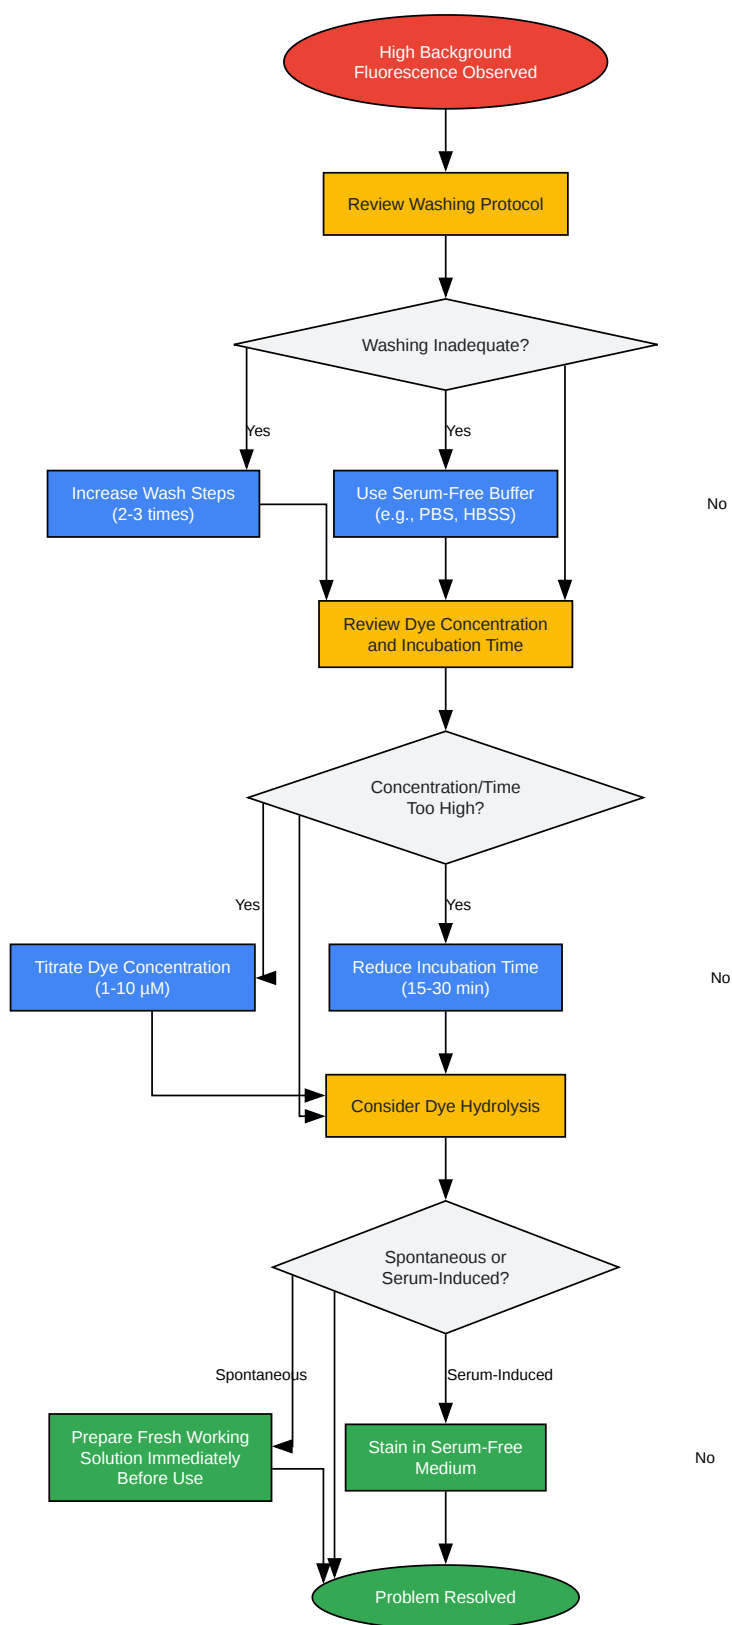 High Background
Fluorescence Observed
Review Washing Protocol
Washing Inadequate?
Yes
Yes
Increase Wash Steps
(2-3 times)
Use Serum-Free Buffer
(e.g., PBS, HBSS)
No
Review Dye Concentration
and Incubation Time
Concentration/Time
Too High?
Yes
Yes
Titrate Dye Concentration
(1-10 µM)
Reduce Incubation Time
(15-30 min)
No
Consider Dye Hydrolysis
Spontaneous or
Serum-Induced?
Spontaneous
Serum-Induced
Prepare Fresh Working
Solution Immediately
Before Use
Stain in Serum-Free
Medium
No
Problem Resolved